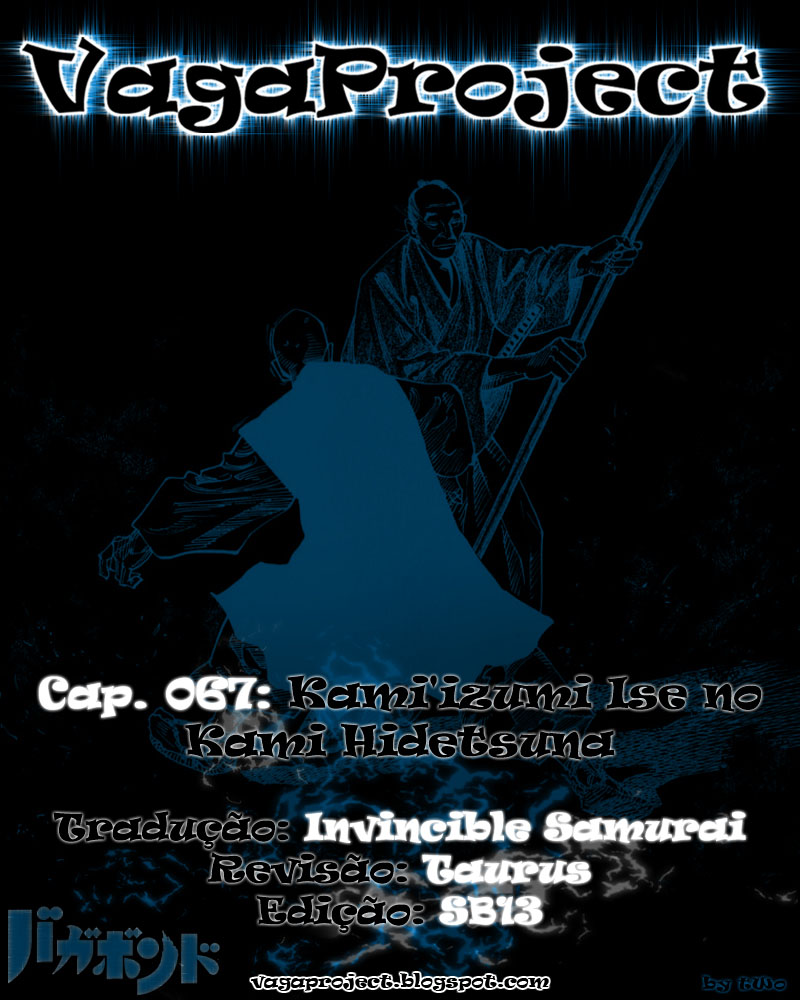 VagaProject
Cap. 067: Kami'izumi Ise no
Kami Hidetsuna
Tradução: Invincible Samurai
Revisão: Taurus
Edição: SB13
バガボンド
vagaproject.blogspot.com
by tWo